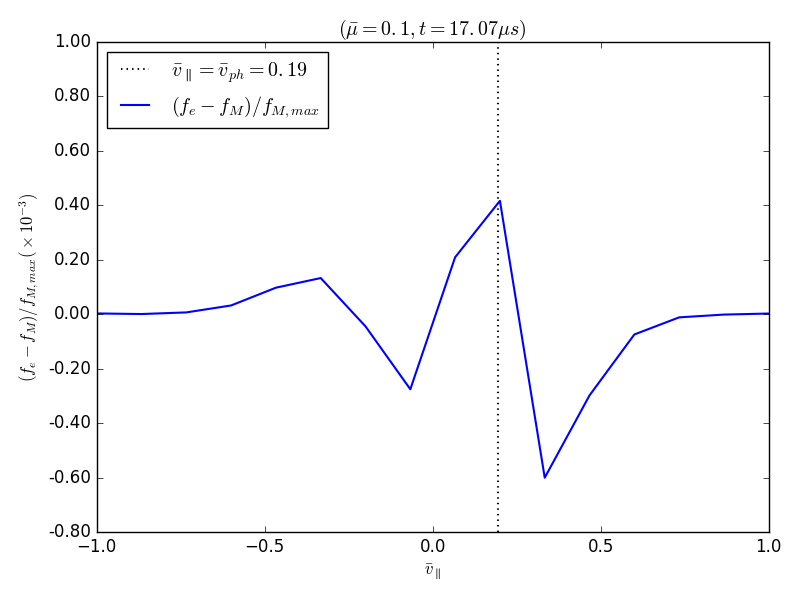 (μ̄ = 0.1, t = 17.07μs)
1.00
v̄∥ = v̄ph = 0.19
(fe − fM)/fM,max
0.80
0.60
0.40
0.20
0.00
-0.20
-0.40
-0.60
-0.80
(fe − fM)/fM,max(×10⁻³)
−1.0 −0.5 0.0 0.5 1.0
v̄∥